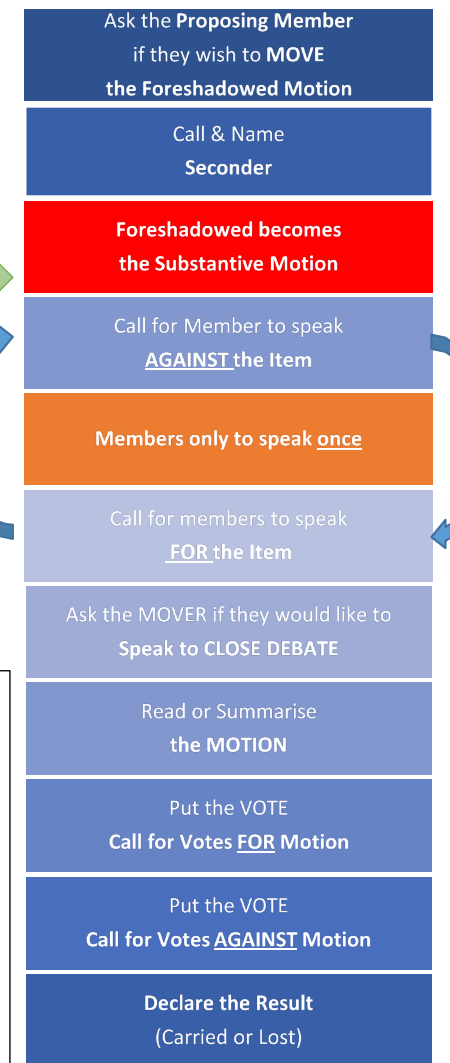 Ask the Proposing Member
if they wish to MOVE
the Foreshadowed Motion
Call & Name
Seconder
Foreshadowed becomes
the Substantive Motion
Call for Member to speak
AGAINST the Item
Members only to speak once
Call for members to speak
FOR the Item
Ask the MOVER if they would like to
Speak to CLOSE DEBATE
Read or Summarise
the MOTION
Put the VOTE
Call for Votes FOR Motion
Put the VOTE
Call for Votes AGAINST Motion
Declare the Result
(Carried or Lost)